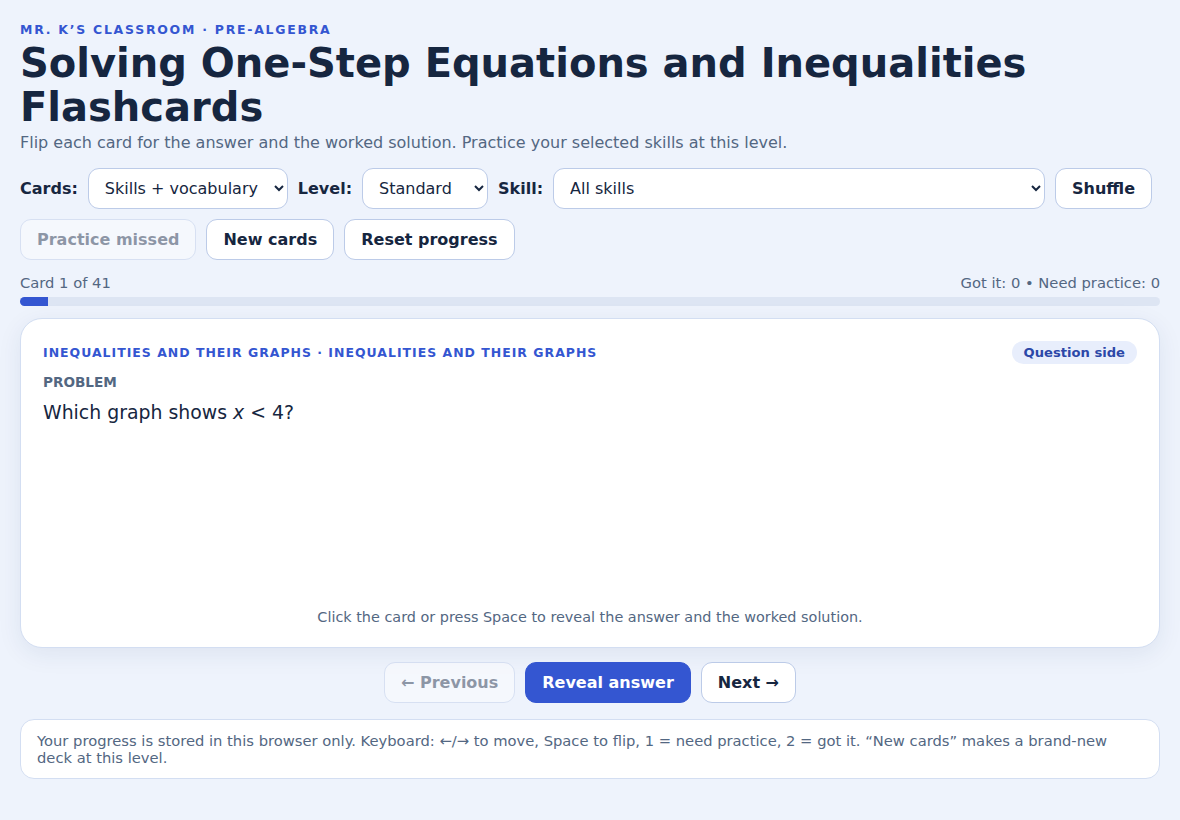 MR. K’S CLASSROOM · PRE-ALGEBRA
Solving One-Step Equations and Inequalities
Flashcards
Flip each card for the answer and the worked solution. Practice your selected skills at this level.
Cards: Skills + vocabulary Level: Standard Skill: All skills Shuffle
Practice missed New cards Reset progress
Card 1 of 41 Got it: 0 • Need practice: 0
INEQUALITIES AND THEIR GRAPHS · INEQUALITIES AND THEIR GRAPHS Question side
PROBLEM
Which graph shows x < 4?
Click the card or press Space to reveal the answer and the worked solution.
← Previous Reveal answer Next →
Your progress is stored in this browser only. Keyboard: ←/→ to move, Space to flip, 1 = need practice, 2 = got it. “New cards” makes a brand-new
deck at this level.